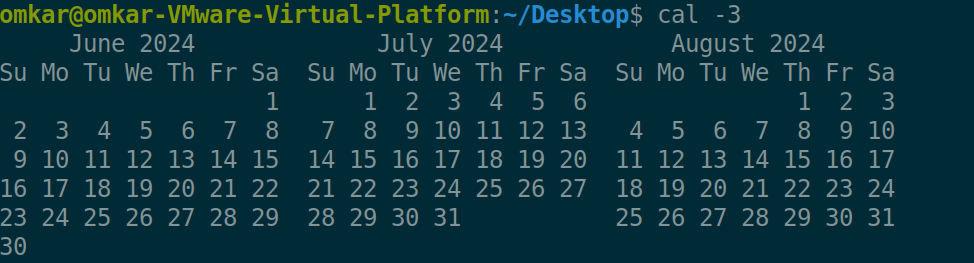 omkar@omkar-VMware-Virtual-Platform:~/Desktop$ cal -3
     June 2024             July 2024            August 2024
Su Mo Tu We Th Fr Sa  Su Mo Tu We Th Fr Sa  Su Mo Tu We Th Fr Sa
                   1      1  2  3  4  5  6               1  2  3
 2  3  4  5  6  7  8   7  8  9 10 11 12 13   4  5  6  7  8  9 10
 9 10 11 12 13 14 15  14 15 16 17 18 19 20  11 12 13 14 15 16 17
16 17 18 19 20 21 22  21 22 23 24 25 26 27  18 19 20 21 22 23 24
23 24 25 26 27 28 29  28 29 30 31           25 26 27 28 29 30 31
30